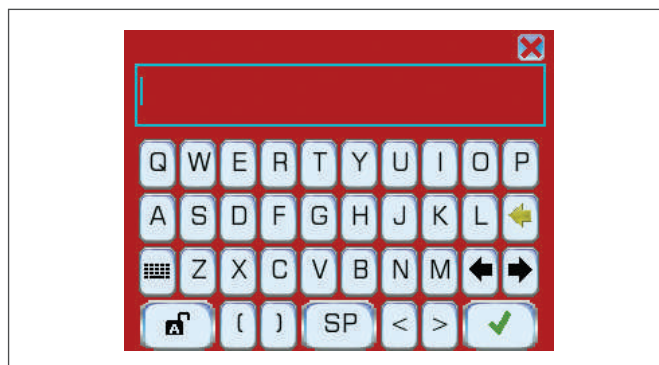 Q W E R T Y U I O P
A S D F G H J K L
Z X C V B N M
A ( ) SP < >